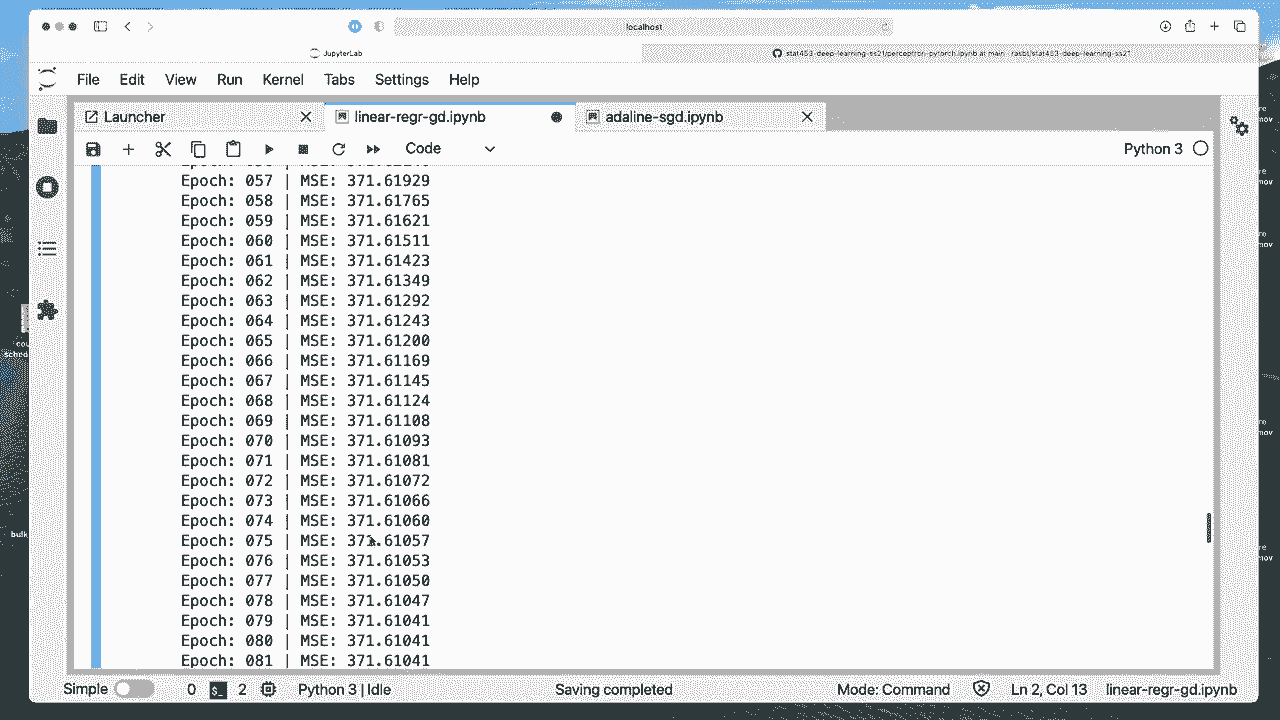 localhost
JupyterLab
stat453-deep-learning-ss21/perceptron-pytorch.ipynb at main · rasbt/stat453-deep-learning-ss21
File Edit View Run Kernel Tabs Settings Help
Launcher
linear-regr-gd.ipynb
adaline-sgd.ipynb
Code
Python 3
Epoch: 057 | MSE: 371.61929
Epoch: 058 | MSE: 371.61765
Epoch: 059 | MSE: 371.61621
Epoch: 060 | MSE: 371.61511
Epoch: 061 | MSE: 371.61423
Epoch: 062 | MSE: 371.61349
Epoch: 063 | MSE: 371.61292
Epoch: 064 | MSE: 371.61243
Epoch: 065 | MSE: 371.61200
Epoch: 066 | MSE: 371.61169
Epoch: 067 | MSE: 371.61145
Epoch: 068 | MSE: 371.61124
Epoch: 069 | MSE: 371.61108
Epoch: 070 | MSE: 371.61093
Epoch: 071 | MSE: 371.61081
Epoch: 072 | MSE: 371.61072
Epoch: 073 | MSE: 371.61066
Epoch: 074 | MSE: 371.61060
Epoch: 075 | MSE: 371.61057
Epoch: 076 | MSE: 371.61053
Epoch: 077 | MSE: 371.61050
Epoch: 078 | MSE: 371.61047
Epoch: 079 | MSE: 371.61041
Epoch: 080 | MSE: 371.61041
Epoch: 081 | MSE: 371.61041
Simple 0 2 Python 3 | Idle Saving completed Mode: Command Ln 2, Col 13 linear-regr-gd.ipynb